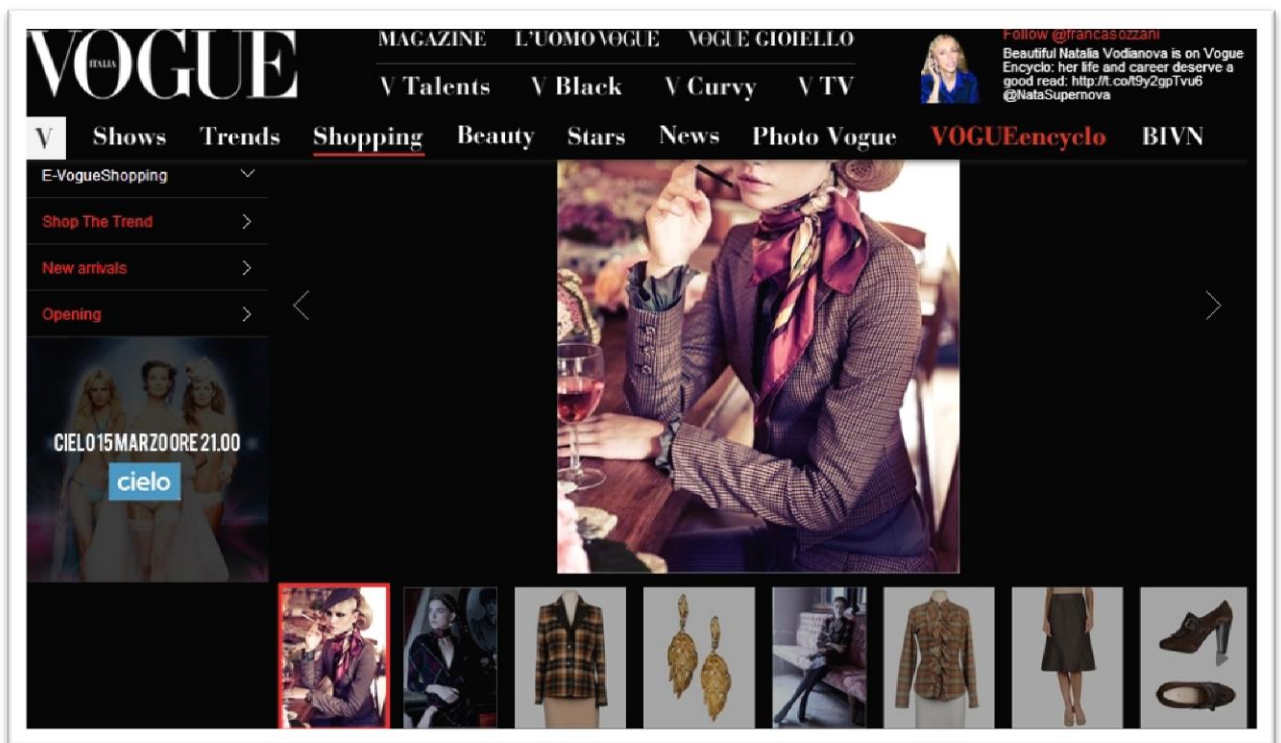 VOGUE
ITALIA
MAGAZINE L'UOMO VOGUE VOGUE GIOIELLO
V Talents V Black V Curvy V TV
Follow @francasozzani
Beautiful Natalia Vodianova is on Vogue
Encyclo: her life and career deserve a
good read: http://t.co/t9y2gpTvu6
@NataSupernova
V Shows Trends Shopping Beauty Stars News Photo Vogue VOGUEencyclo BIVN
E-VogueShopping
Shop The Trend
New arrivals
Opening
CIELO 15 MARZO ORE 21.00
cielo